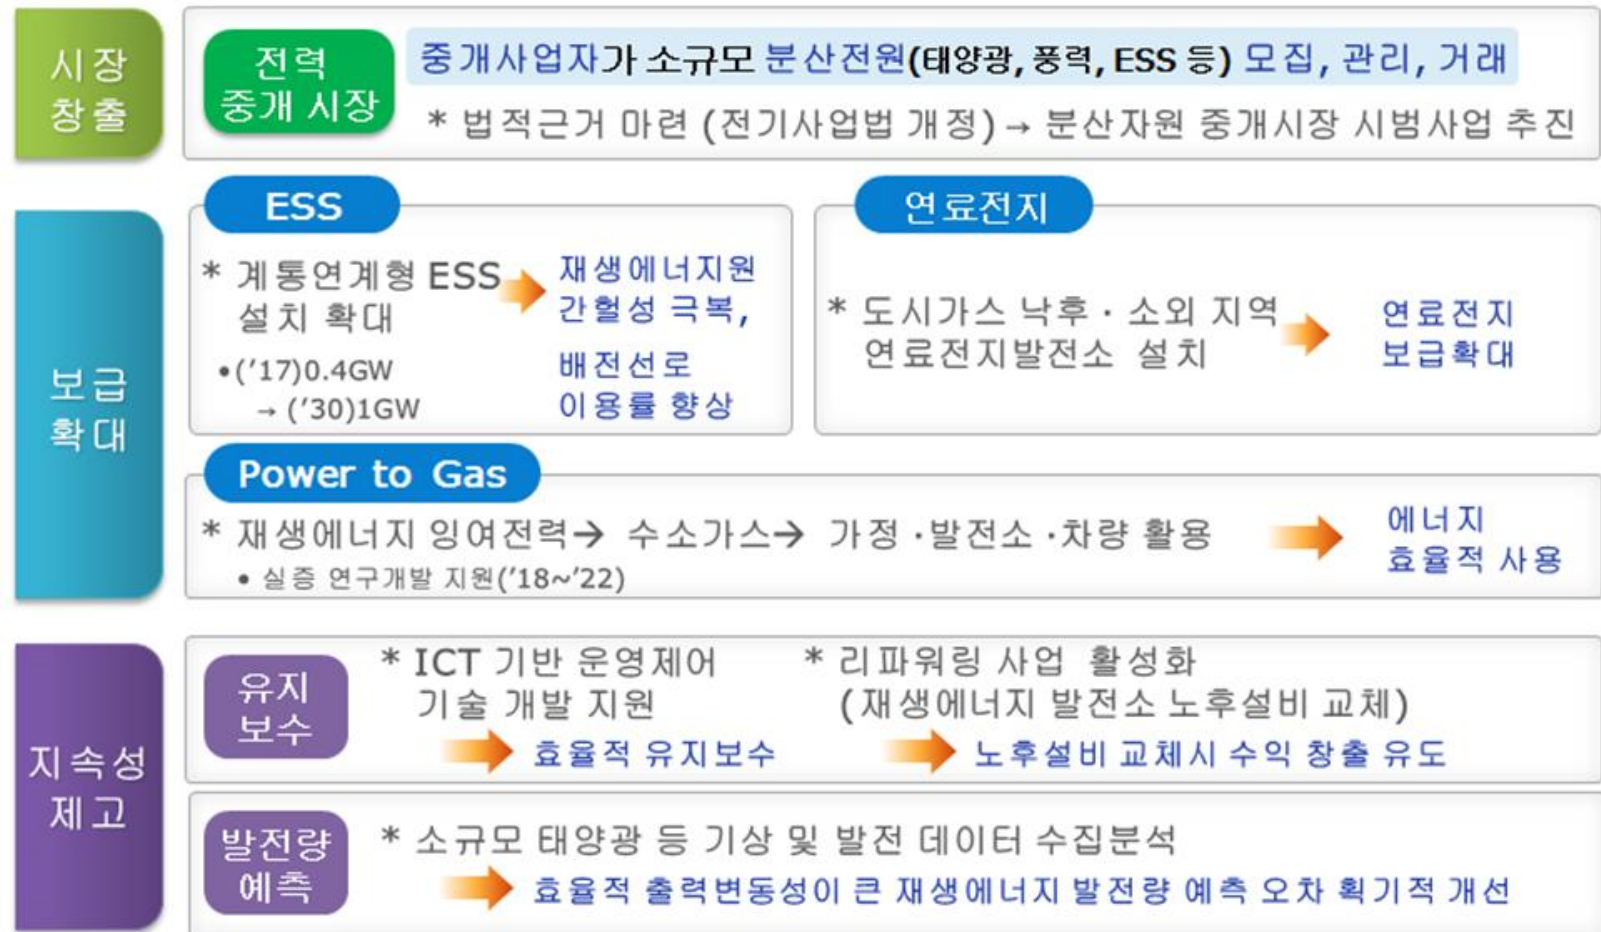 시장
창출
전력
중개 시장
중개사업자가 소규모 분산전원(태양광, 풍력, ESS 등) 모집, 관리, 거래
* 법적근거 마련 (전기사업법 개정) → 분산자원 중개시장 시범사업 추진
보급
확대
ESS
* 계통연계형 ESS
설치 확대
•('17)0.4GW
→ ('30)1GW
재생에너지원
간헐성 극복,
배전선로
이용률 향상
연료전지
* 도시가스 낙후 · 소외 지역
연료전지발전소 설치
연료전지
보급확대
Power to Gas
* 재생에너지 잉여전력→ 수소가스→ 가정 ·발전소 ·차량 활용
• 실증 연구개발 지원('18~'22)
에너지
효율적 사용
지속성
제고
유지
보수
* ICT 기반 운영제어
기술 개발 지원
효율적 유지보수
* 리파워링 사업 활성화
(재생에너지 발전소 노후설비 교체)
노후설비 교체시 수익 창출 유도
발전량
예측
* 소규모 태양광 등 기상 및 발전 데이터 수집분석
효율적 출력변동성이 큰 재생에너지 발전량 예측 오차 획기적 개선